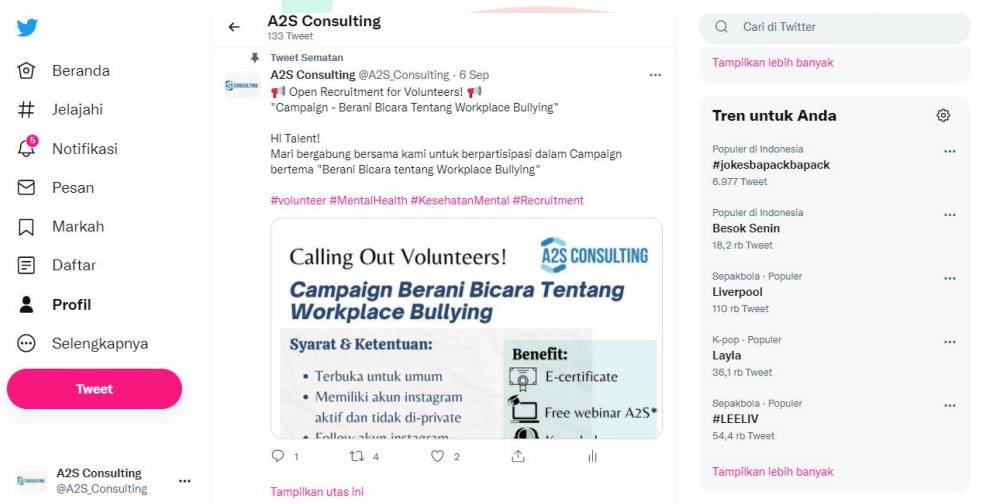 Beranda
Jelajahi
5
Notifikasi
Pesan
Markah
Daftar
Profil
Selengkapnya
Tweet
A2S Consulting
@A2S_Consulting
A2S Consulting
133 Tweet
Tweet Sematan
A2S Consulting @A2S_Consulting · 6 Sep
📢 Open Recruitment for Volunteers! 📢
"Campaign - Berani Bicara Tentang Workplace Bullying"
Hi Talent!
Mari bergabung bersama kami untuk berpartisipasi dalam Campaign
bertema "Berani Bicara tentang Workplace Bullying"
#volunteer #MentalHealth #KesehatanMental #Recruitment
Calling Out Volunteers!
A2S CONSULTING
Campaign Berani Bicara Tentang
Workplace Bullying
Syarat & Ketentuan:
• Terbuka untuk umum
• Memiliki akun instagram
aktif dan tidak di-private
• Follow akun instagram
Benefit:
E-certificate
Free webinar A2S*
1
4
2
Tampilkan utas ini
Cari di Twitter
Tampilkan lebih banyak
Tren untuk Anda
Populer di Indonesia
#jokesbapackbapack
6.977 Tweet
Populer di Indonesia
Besok Senin
18,2 rb Tweet
Sepakbola · Populer
Liverpool
110 rb Tweet
K-pop · Populer
Layla
36,1 rb Tweet
Sepakbola · Populer
#LEELIV
54,4 rb Tweet
Tampilkan lebih banyak